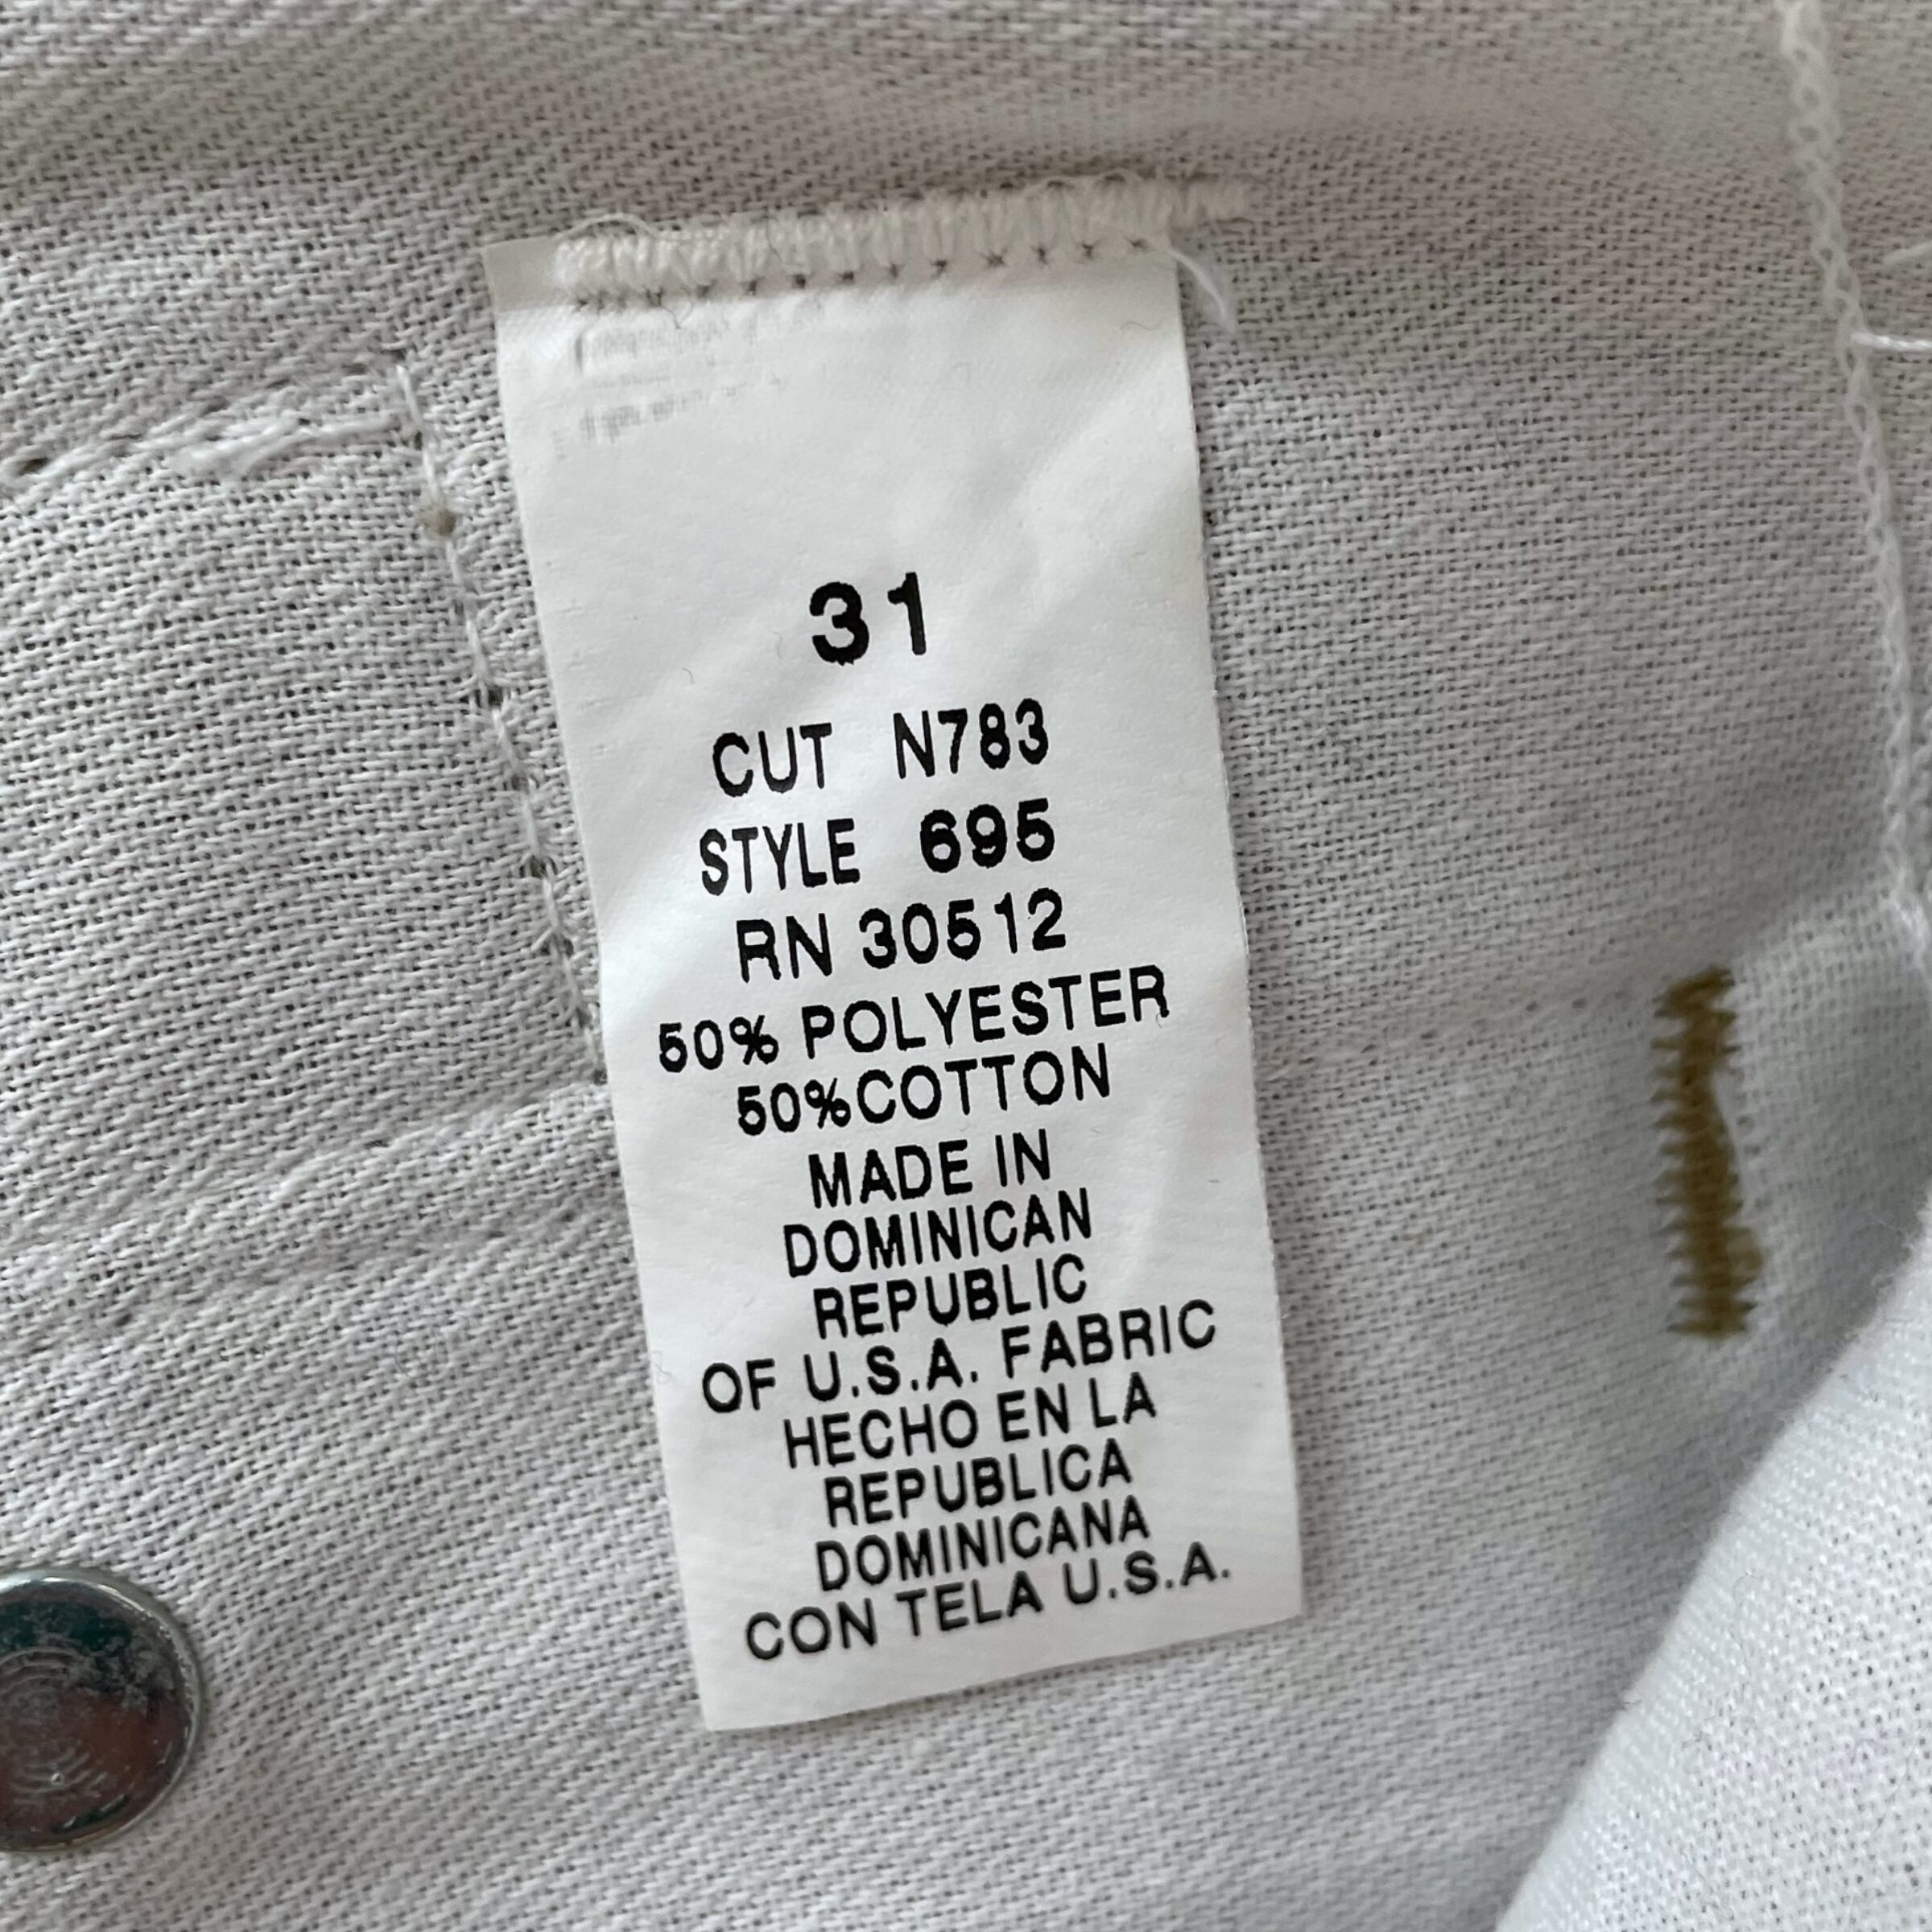 31
CUT N783
STYLE 695
RN 30512
50% POLYESTER
50%COTTON
MADE IN
DOMINICAN
REPUBLIC
OF U.S.A. FABRIC
HECHO EN LA
REPUBLICA
DOMINICANA
CON TELA U.S.A.